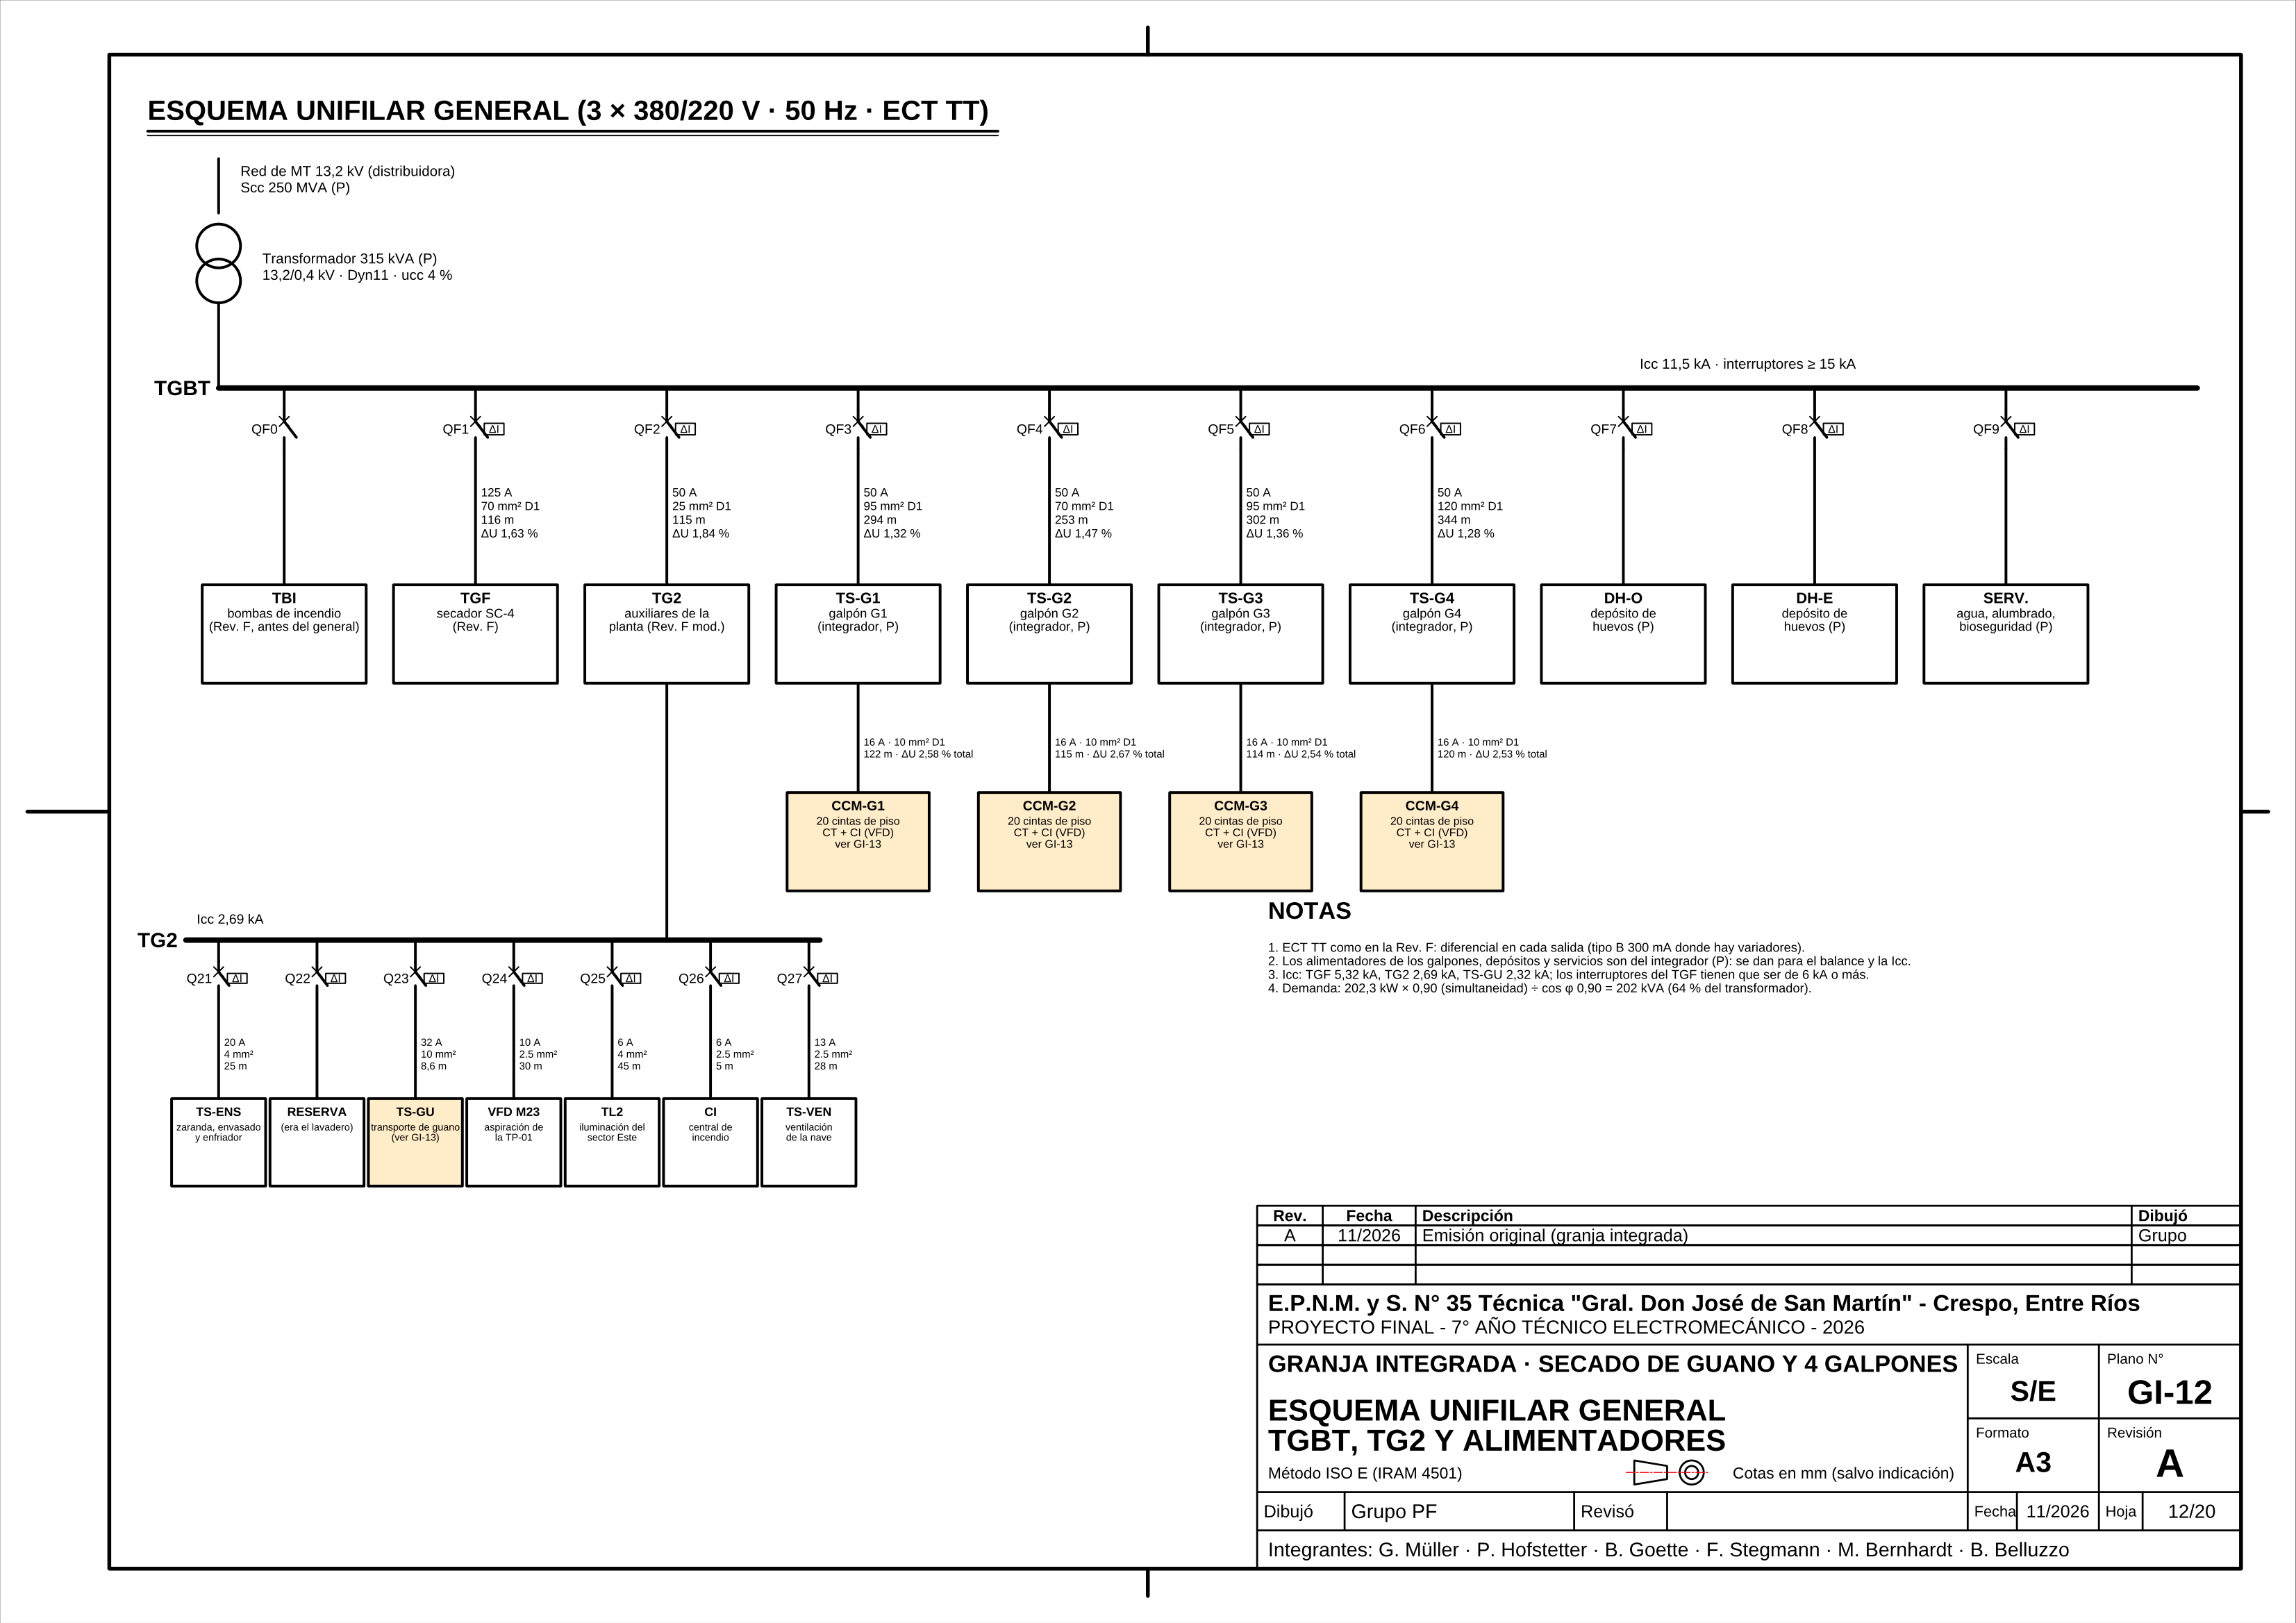 ESQUEMA UNIFILAR GENERAL (3 × 380/220 V · 50 Hz · ECT TT)
Red de MT 13,2 kV (distribuidora)
Scc 250 MVA (P)
Transformador 315 kVA (P)
13,2/0,4 kV · Dyn11 · ucc 4 %
Icc 11,5 kA · interruptores ≥ 15 kA
TGBT
QF0
QF1 ΔI
QF2 ΔI
QF3 ΔI
QF4 ΔI
QF5 ΔI
QF6 ΔI
QF7 ΔI
QF8 ΔI
QF9 ΔI
125 A
70 mm² D1
116 m
ΔU 1,63 %
50 A
25 mm² D1
115 m
ΔU 1,84 %
50 A
95 mm² D1
294 m
ΔU 1,32 %
50 A
70 mm² D1
253 m
ΔU 1,47 %
50 A
95 mm² D1
302 m
ΔU 1,36 %
50 A
120 mm² D1
344 m
ΔU 1,28 %
TBI
bombas de incendio
(Rev. F, antes del general)
TGF
secador SC-4
(Rev. F)
TG2
auxiliares de la
planta (Rev. F mod.)
TS-G1
galpón G1
(integrador, P)
TS-G2
galpón G2
(integrador, P)
TS-G3
galpón G3
(integrador, P)
TS-G4
galpón G4
(integrador, P)
DH-O
depósito de
huevos (P)
DH-E
depósito de
huevos (P)
SERV.
agua, alumbrado,
bioseguridad (P)
16 A · 10 mm² D1
122 m · ΔU 2,58 % total
16 A · 10 mm² D1
115 m · ΔU 2,67 % total
16 A · 10 mm² D1
114 m · ΔU 2,54 % total
16 A · 10 mm² D1
120 m · ΔU 2,53 % total
CCM-G1
20 cintas de piso
CT + CI (VFD)
ver GI-13
CCM-G2
20 cintas de piso
CT + CI (VFD)
ver GI-13
CCM-G3
20 cintas de piso
CT + CI (VFD)
ver GI-13
CCM-G4
20 cintas de piso
CT + CI (VFD)
ver GI-13
Icc 2,69 kA
TG2
Q21 ΔI
Q22 ΔI
Q23 ΔI
Q24 ΔI
Q25 ΔI
Q26 ΔI
Q27 ΔI
20 A
4 mm²
25 m
32 A
10 mm²
8,6 m
10 A
2.5 mm²
30 m
6 A
4 mm²
45 m
6 A
2.5 mm²
5 m
13 A
2.5 mm²
28 m
TS-ENS
zaranda, envasado
y enfriador
RESERVA
(era el lavadero)
TS-GU
transporte de guano
(ver GI-13)
VFD M23
aspiración de
la TP-01
TL2
iluminación del
sector Este
CI
central de
incendio
TS-VEN
ventilación
de la nave
NOTAS
1. ECT TT como en la Rev. F: diferencial en cada salida (tipo B 300 mA donde hay variadores).
2. Los alimentadores de los galpones, depósitos y servicios son del integrador (P): se dan para el balance y la Icc.
3. Icc: TGF 5,32 kA, TG2 2,69 kA, TS-GU 2,32 kA; los interruptores del TGF tienen que ser de 6 kA o más.
4. Demanda: 202,3 kW × 0,90 (simultaneidad) ÷ cos φ 0,90 = 202 kVA (64 % del transformador).
Rev. Fecha Descripción Dibujó
A 11/2026 Emisión original (granja integrada) Grupo
E.P.N.M. y S. N° 35 Técnica "Gral. Don José de San Martín" - Crespo, Entre Ríos
PROYECTO FINAL - 7° AÑO TÉCNICO ELECTROMECÁNICO - 2026
GRANJA INTEGRADA · SECADO DE GUANO Y 4 GALPONES
ESQUEMA UNIFILAR GENERAL
TGBT, TG2 Y ALIMENTADORES
Método ISO E (IRAM 4501) Cotas en mm (salvo indicación)
Escala
S/E
Plano N°
GI-12
Formato
A3
Revisión
A
Dibujó Grupo PF Revisó Fecha 11/2026 Hoja 12/20
Integrantes: G. Müller · P. Hofstetter · B. Goette · F. Stegmann · M. Bernhardt · B. Belluzzo